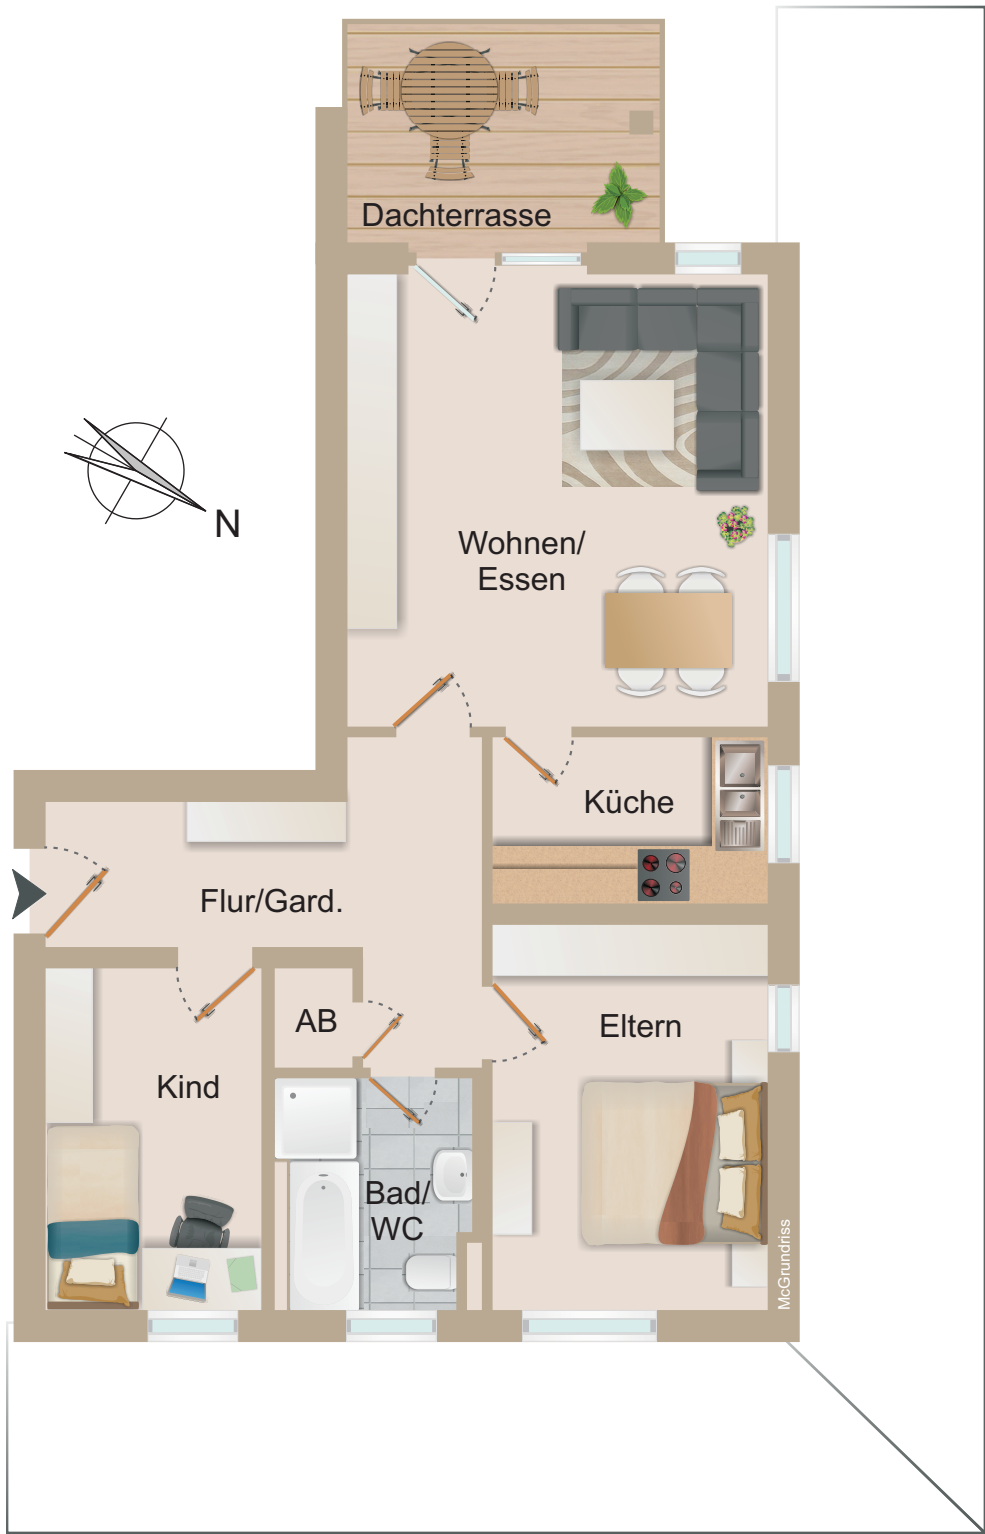 Dachterrasse
N
Wohnen/
Essen
Küche
Flur/Gard.
AB
Eltern
Kind
Bad/
WC
McGrundriss